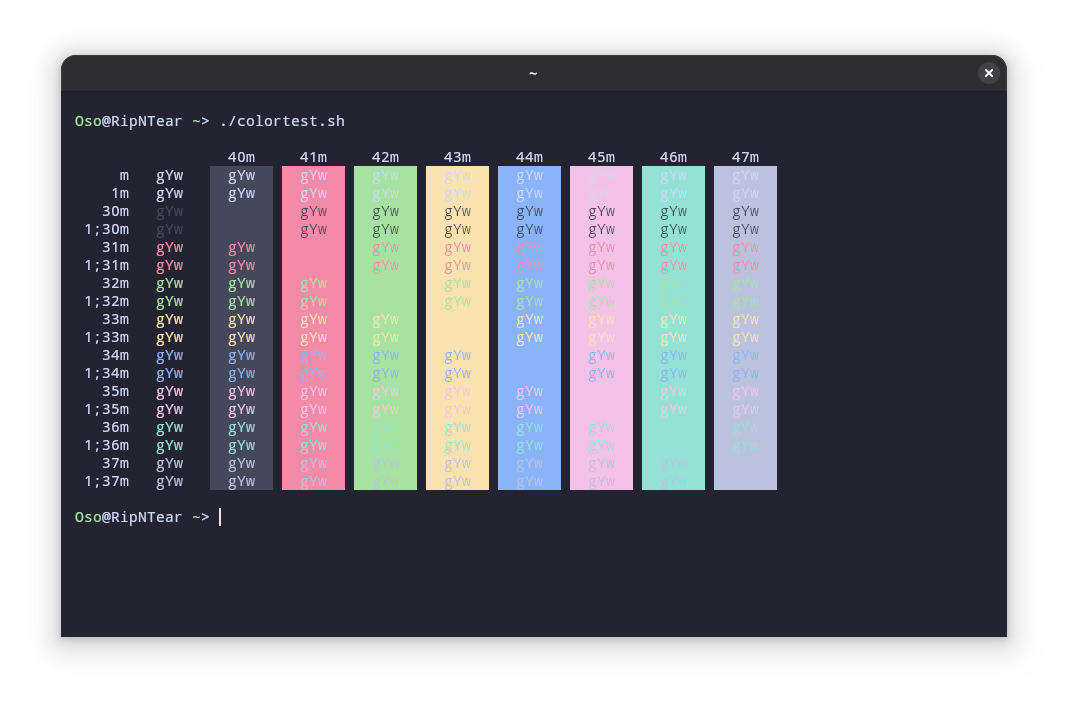 ~
Oso@RipNTear ~> ./colortest.sh
40m 41m 42m 43m 44m 45m 46m 47m
m gYw gYw gYw gYw gYw gYw gYw gYw gYw
1m gYw gYw gYw gYw gYw gYw gYw gYw gYw
30m gYw gYw gYw gYw gYw gYw gYw gYw
1;30m gYw gYw gYw gYw gYw gYw gYw gYw
31m gYw gYw gYw gYw gYw gYw gYw gYw
1;31m gYw gYw gYw gYw gYw gYw gYw gYw
32m gYw gYw gYw gYw gYw gYw gYw gYw
1;32m gYw gYw gYw gYw gYw gYw gYw gYw
33m gYw gYw gYw gYw gYw gYw gYw gYw
1;33m gYw gYw gYw gYw gYw gYw gYw gYw
34m gYw gYw gYw gYw gYw gYw gYw gYw
1;34m gYw gYw gYw gYw gYw gYw gYw gYw
35m gYw gYw gYw gYw gYw gYw gYw gYw
1;35m gYw gYw gYw gYw gYw gYw gYw gYw
36m gYw gYw gYw gYw gYw gYw gYw gYw
1;36m gYw gYw gYw gYw gYw gYw gYw gYw
37m gYw gYw gYw gYw gYw gYw gYw gYw
1;37m gYw gYw gYw gYw gYw gYw gYw gYw
Oso@RipNTear ~>